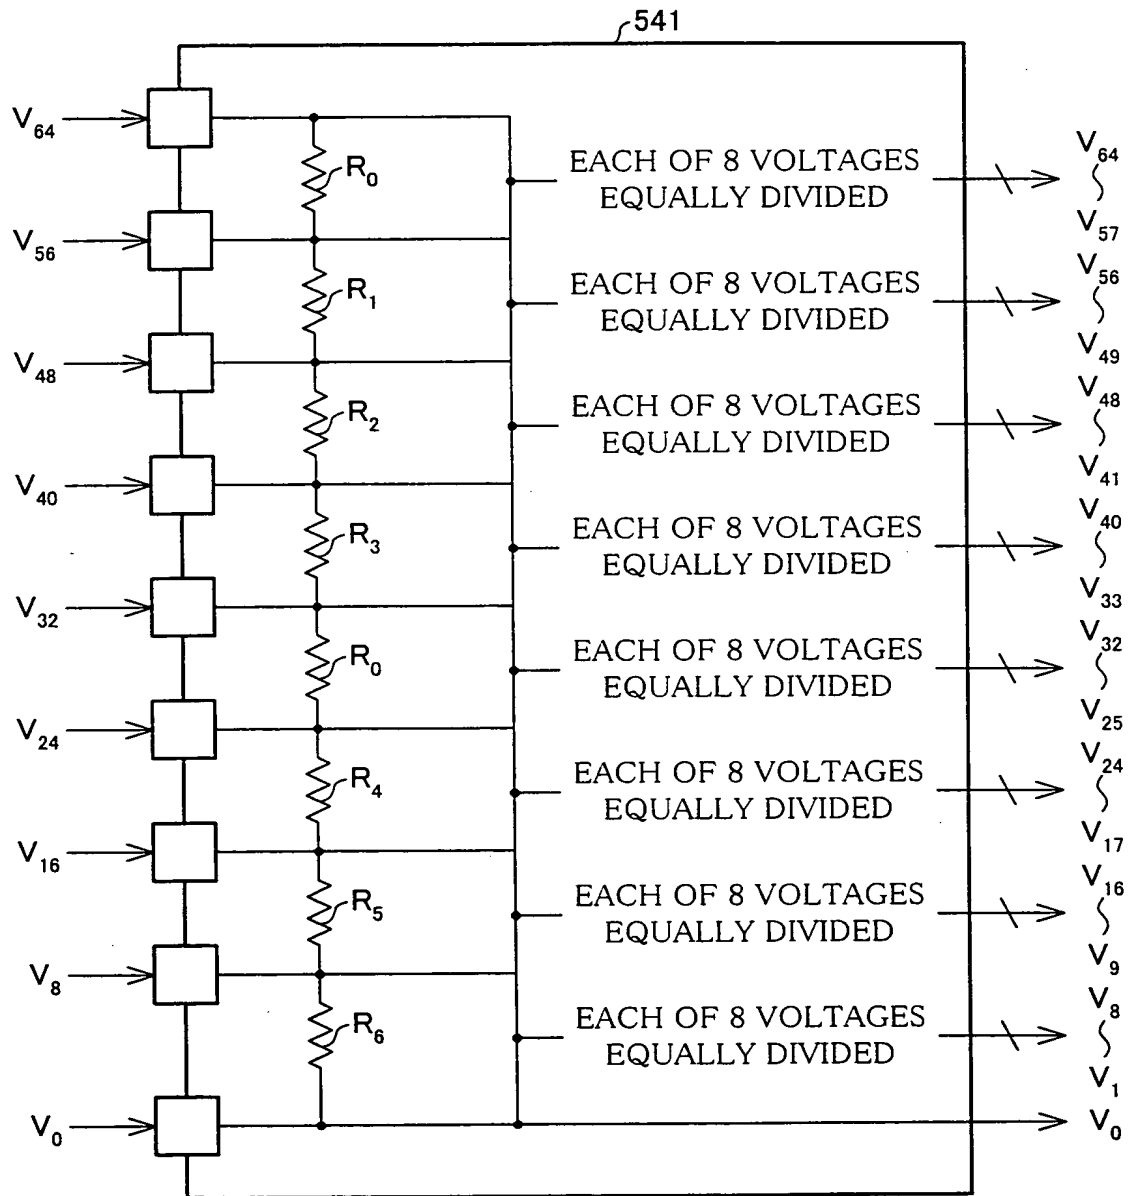 541
V64
R0
EACH OF 8 VOLTAGES
EQUALLY DIVIDED
V64
V57
V56
R1
EACH OF 8 VOLTAGES
EQUALLY DIVIDED
V56
V49
V48
R2
EACH OF 8 VOLTAGES
EQUALLY DIVIDED
V48
V41
V40
R3
EACH OF 8 VOLTAGES
EQUALLY DIVIDED
V40
V33
V32
R0
EACH OF 8 VOLTAGES
EQUALLY DIVIDED
V32
V25
V24
R4
EACH OF 8 VOLTAGES
EQUALLY DIVIDED
V24
V17
V16
R5
EACH OF 8 VOLTAGES
EQUALLY DIVIDED
V16
V9
V8
R6
EACH OF 8 VOLTAGES
EQUALLY DIVIDED
V8
V1
V0
V0